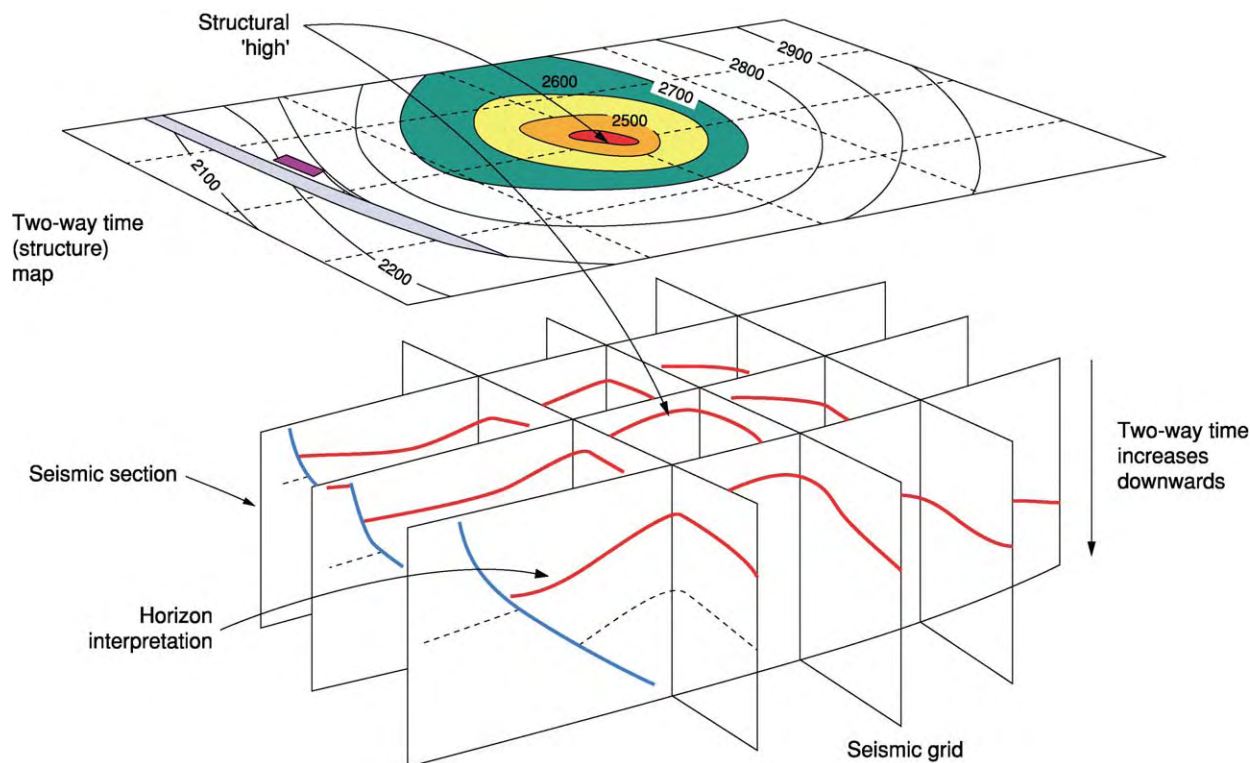 Structural
'high'
2900
2800
2700
2600
2500
2100
2200
Two-way time
(structure)
map
Seismic section
Two-way time
increases
downwards
Horizon
interpretation
Seismic grid